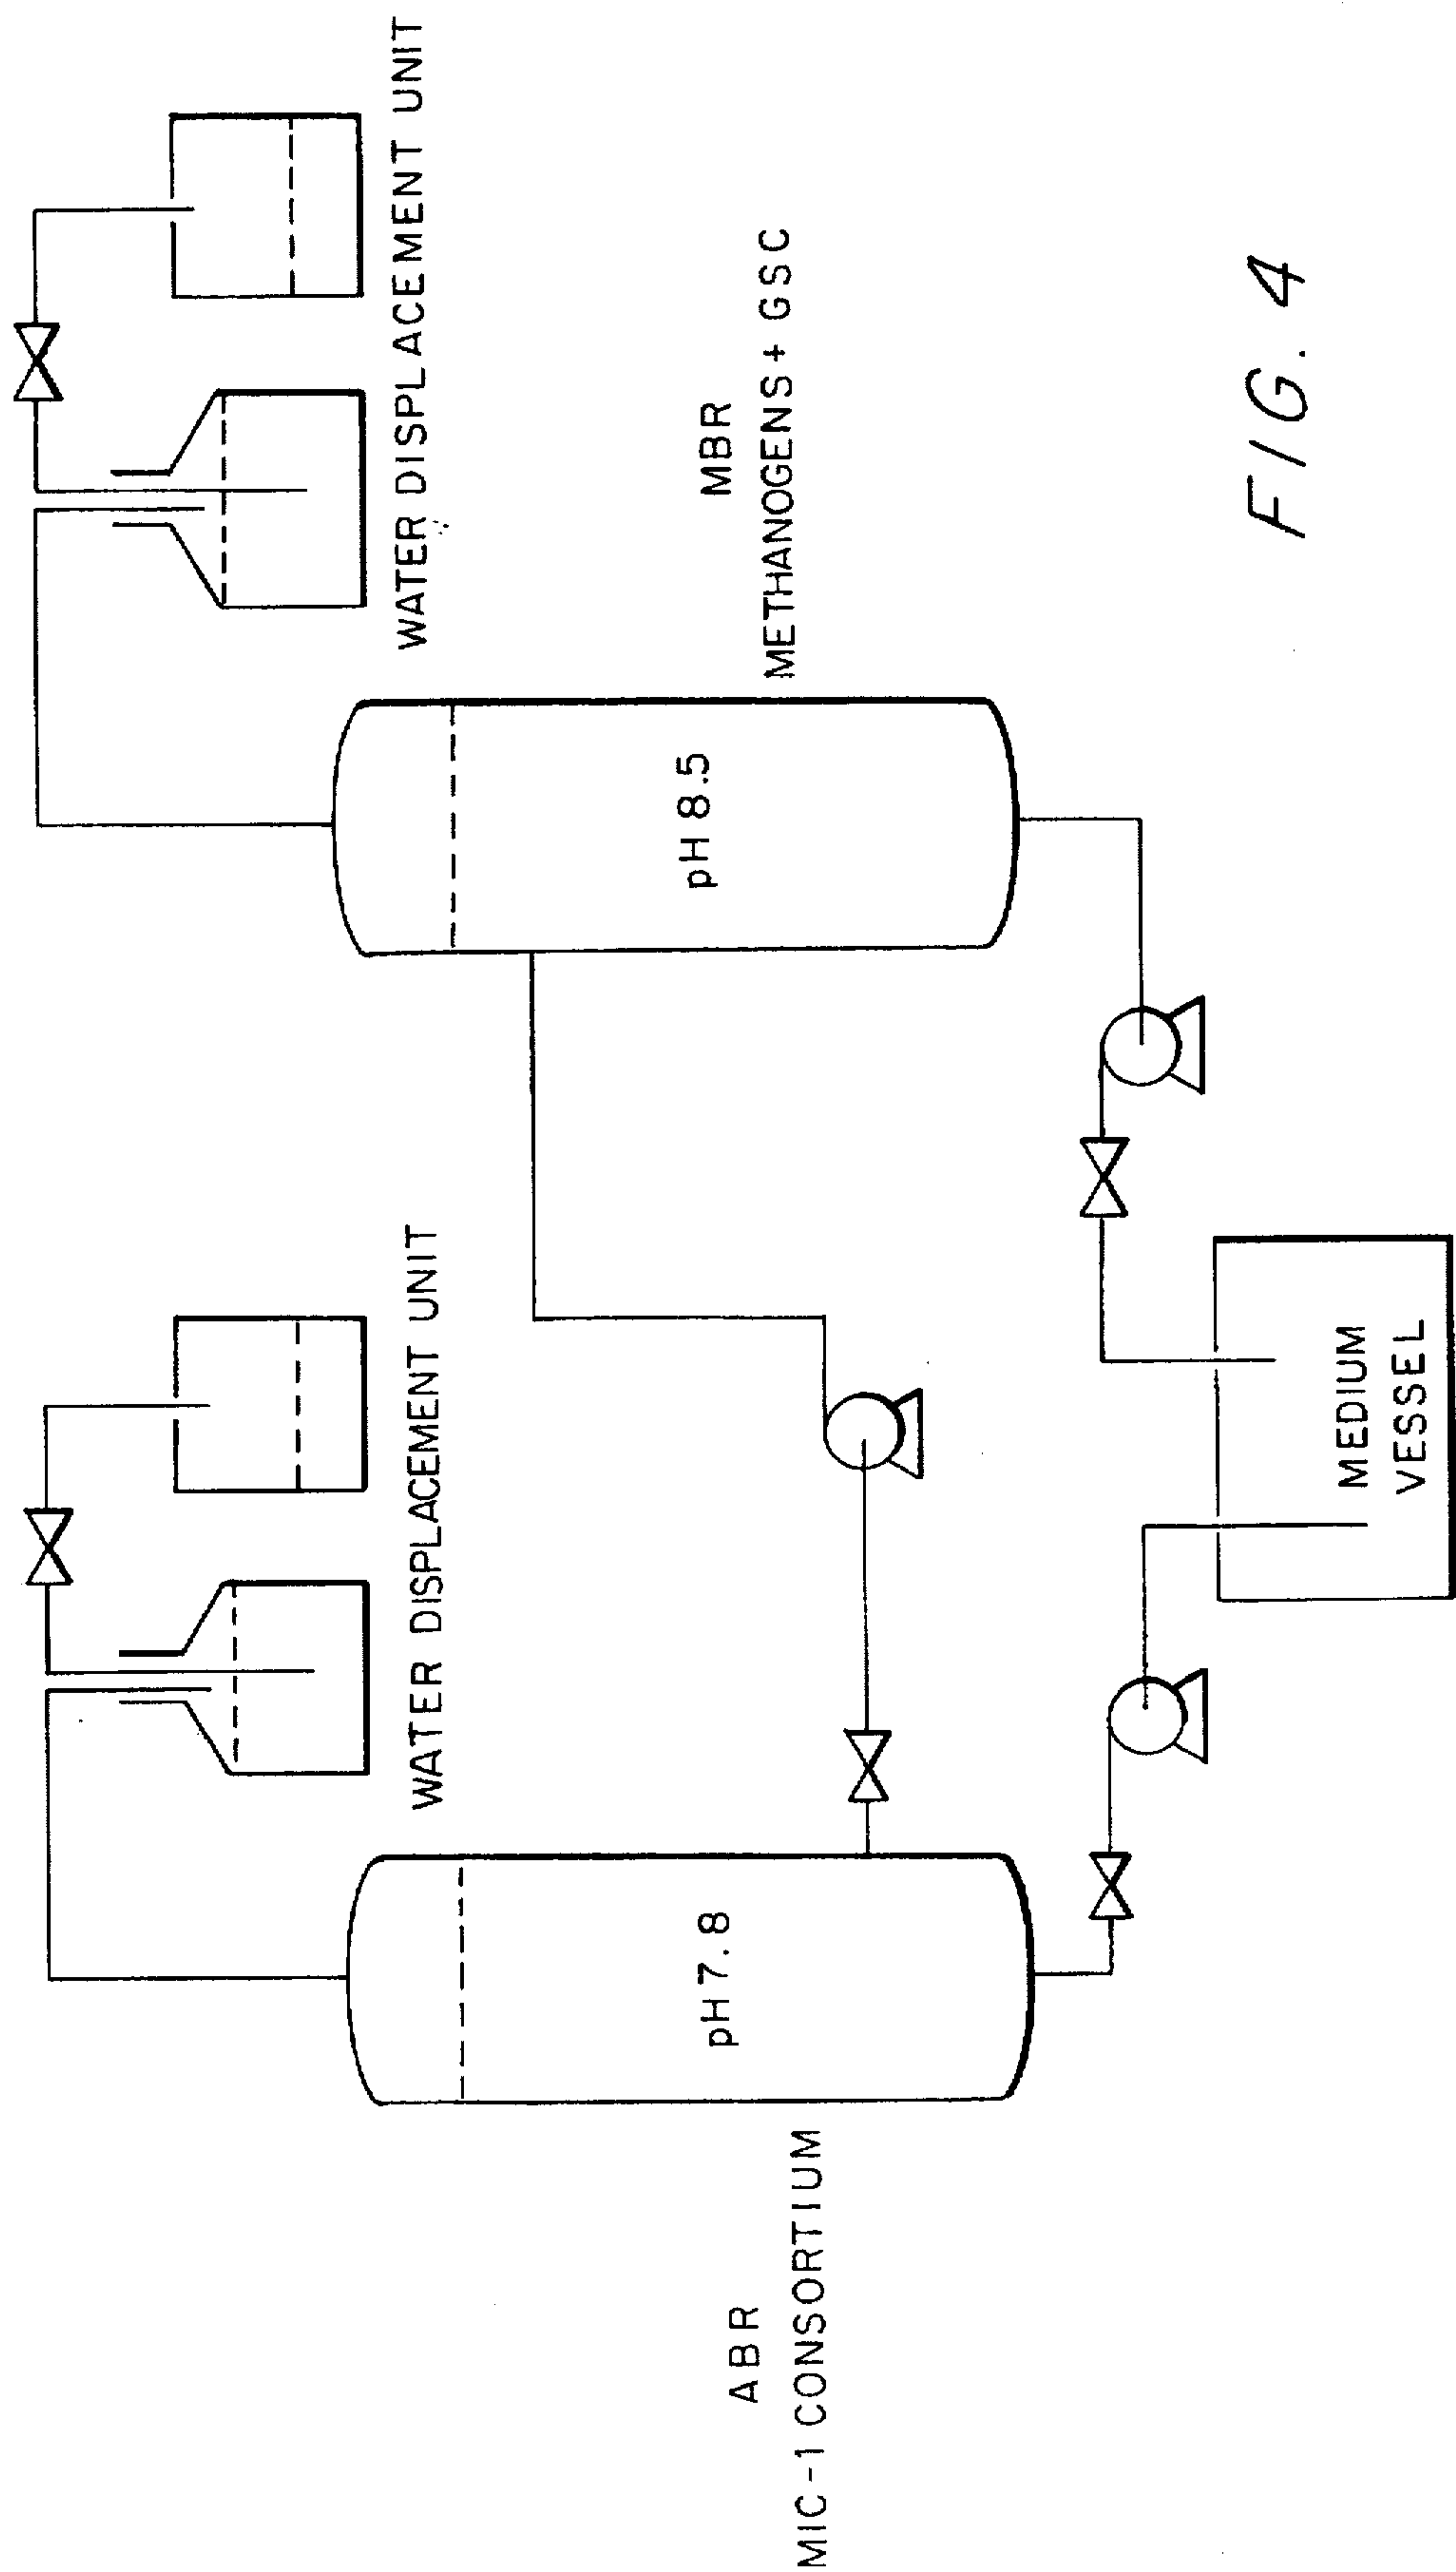 WATER DISPLACEMENT UNIT
WATER DISPLACEMENT UNIT
ABR
MIC-1 CONSORTIUM
pH 7.8
pH 8.5
MBR
METHANOGENS + GSC
MEDIUM
VESSEL
FIG. 4